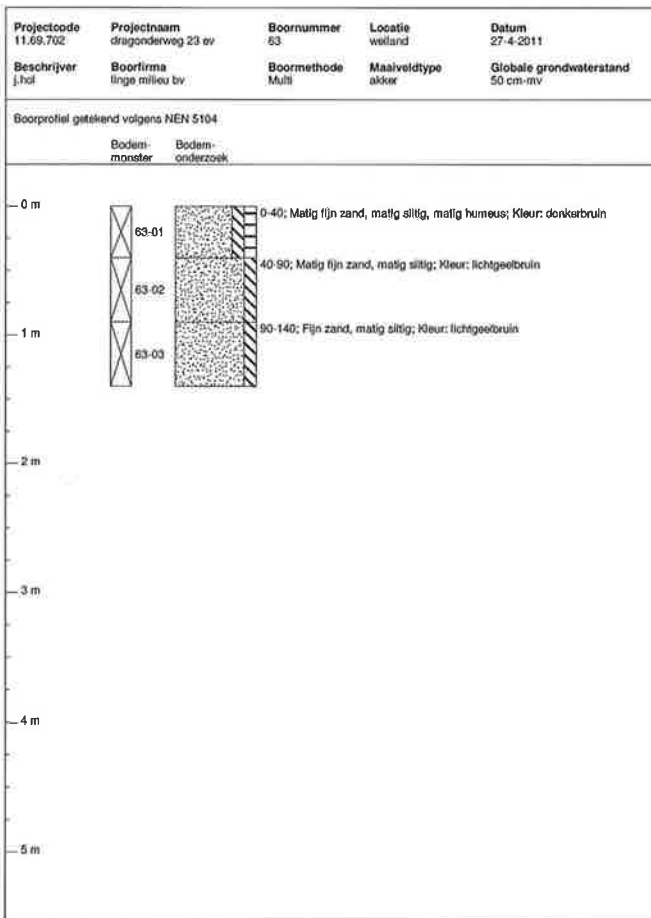 Projectcode Projectnaam Boornummer Locatie Datum
11.69.702 dragonderweg 23 ev 63 weiland 27-4-2011
Beschrijver Boorfirma Boormethode Maaiveldtype Globale grondwaterstand
j.hol linge milieu bv Multi akker 50 cm-mv
Boorprofiel getekend volgens NEN 5104
Bodem- Bodem-
monster onderzoek
0 m
0-40; Matig fijn zand, matig siltig, matig humeus; Kleur: donkerbruin
63-01
40-90; Matig fijn zand, matig siltig; Kleur: lichtgeelbruin
63-02
1 m
90-140; Fijn zand, matig siltig; Kleur: lichtgeelbruin
63-03
2 m
3 m
4 m
5 m